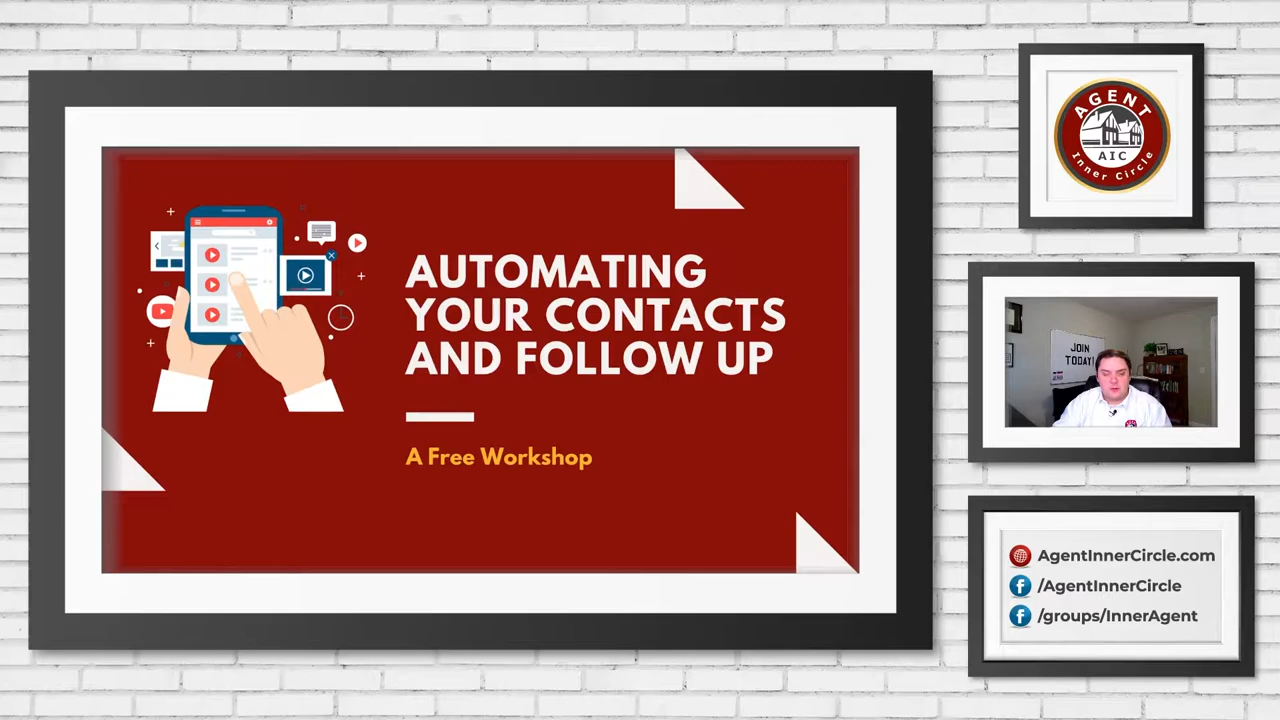 AUTOMATING
YOUR CONTACTS
AND FOLLOW UP
A Free Workshop
AGENT
AIC
Inner Circle
JOIN
TODAY!
AgentInnerCircle.com
/AgentInnerCircle
/groups/InnerAgent